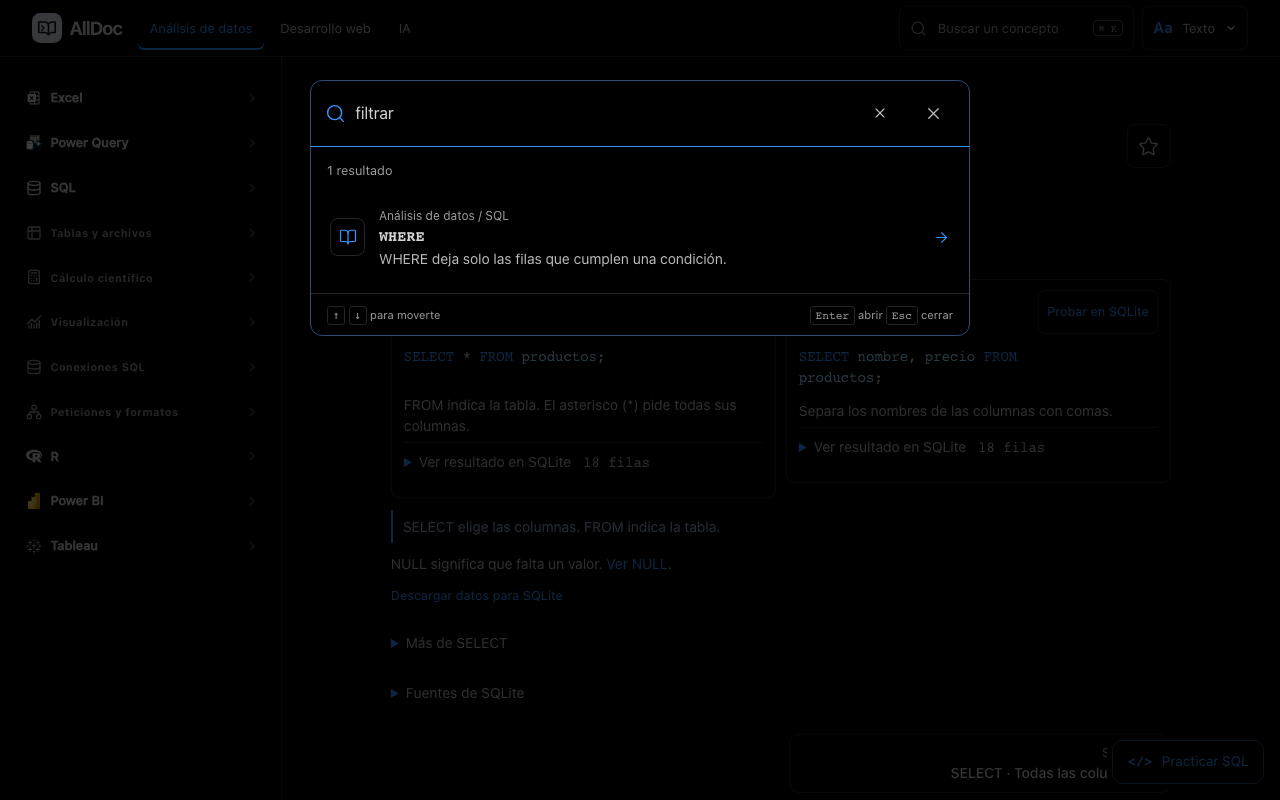 AllDoc
Análisis de datos
Desarrollo web
IA
Buscar un concepto
⌘ K
Aa Texto
Excel
Power Query
SQL
Tablas y archivos
Cálculo científico
Visualización
Conexiones SQL
Peticiones y formatos
R
Power BI
Tableau
filtrar
1 resultado
Análisis de datos / SQL
WHERE
WHERE deja solo las filas que cumplen una condición.
↑ ↓ para moverte
Enter abrir Esc cerrar
Probar en SQLite
SELECT * FROM productos;
FROM indica la tabla. El asterisco (*) pide todas sus
columnas.
Ver resultado en SQLite 18 filas
SELECT nombre, precio FROM
productos;
Separa los nombres de las columnas con comas.
Ver resultado en SQLite 18 filas
SELECT elige las columnas. FROM indica la tabla.
NULL significa que falta un valor. Ver NULL.
Descargar datos para SQLite
Más de SELECT
Fuentes de SQLite
SELECT · Todas las colu
</> Practicar SQL